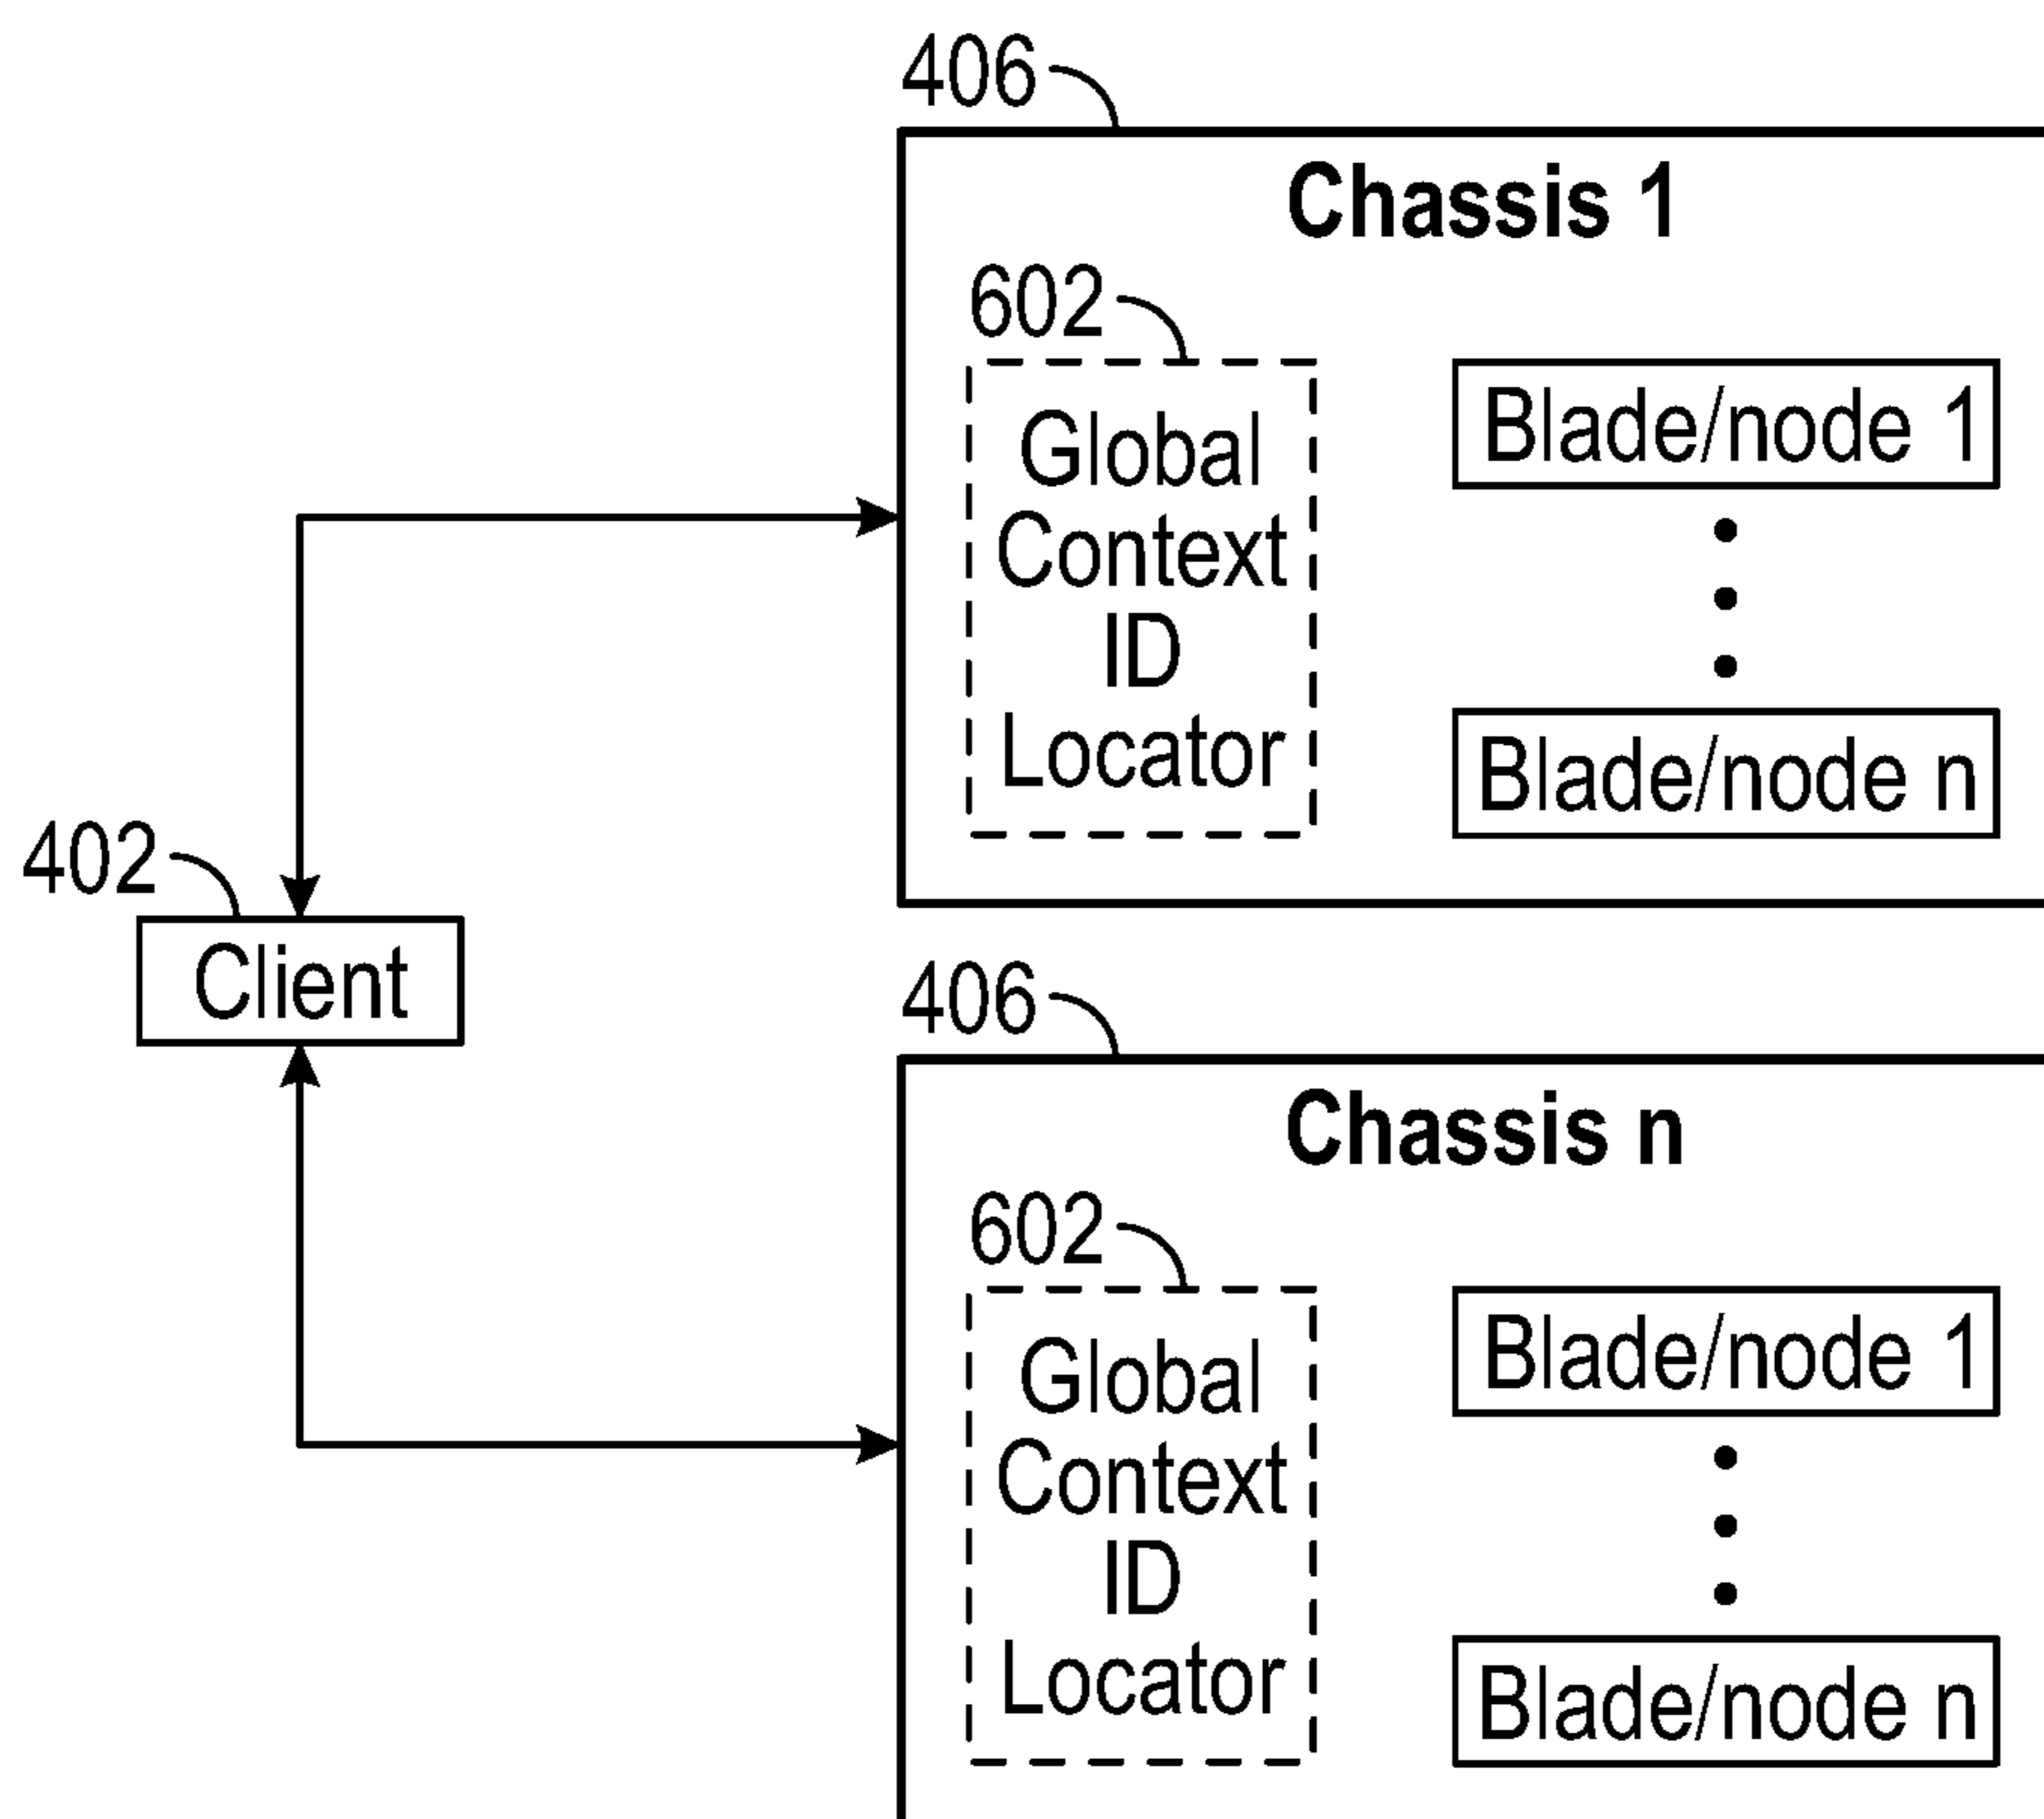 406
Chassis 1
602
Global
Context
ID
Locator
Blade/node 1
Blade/node n
402
Client
406
Chassis n
602
Global
Context
ID
Locator
Blade/node 1
Blade/node n